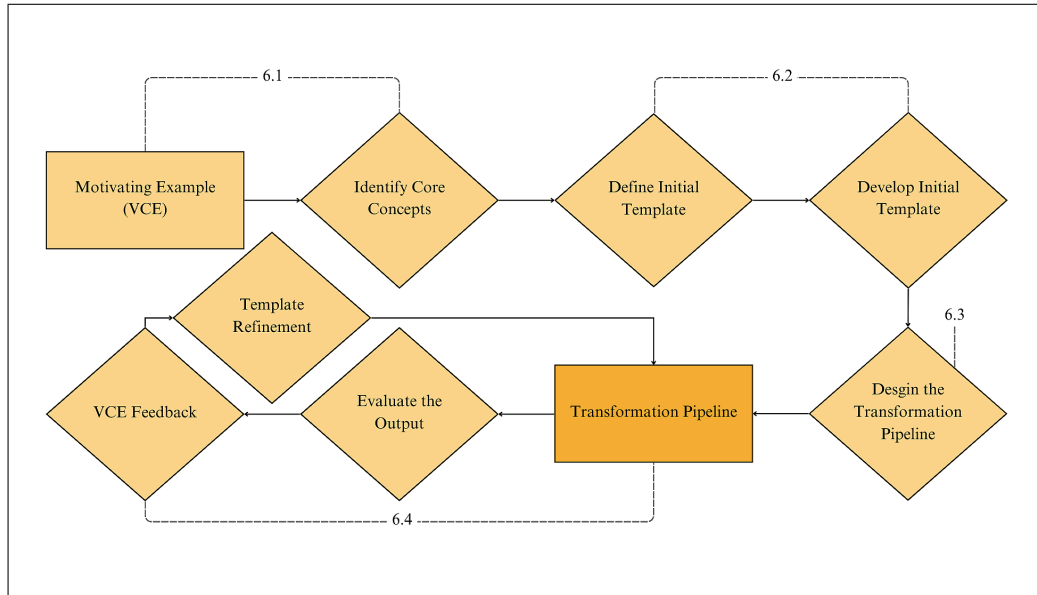 6.1
6.2
Motivating Example
(VCE)
Identify Core
Concepts
Define Initial
Template
Develop Initial
Template
Template
Refinement
6.3
VCE Feedback
Evaluate the
Output
Transformation Pipeline
Desgin the
Transformation
Pipeline
6.4